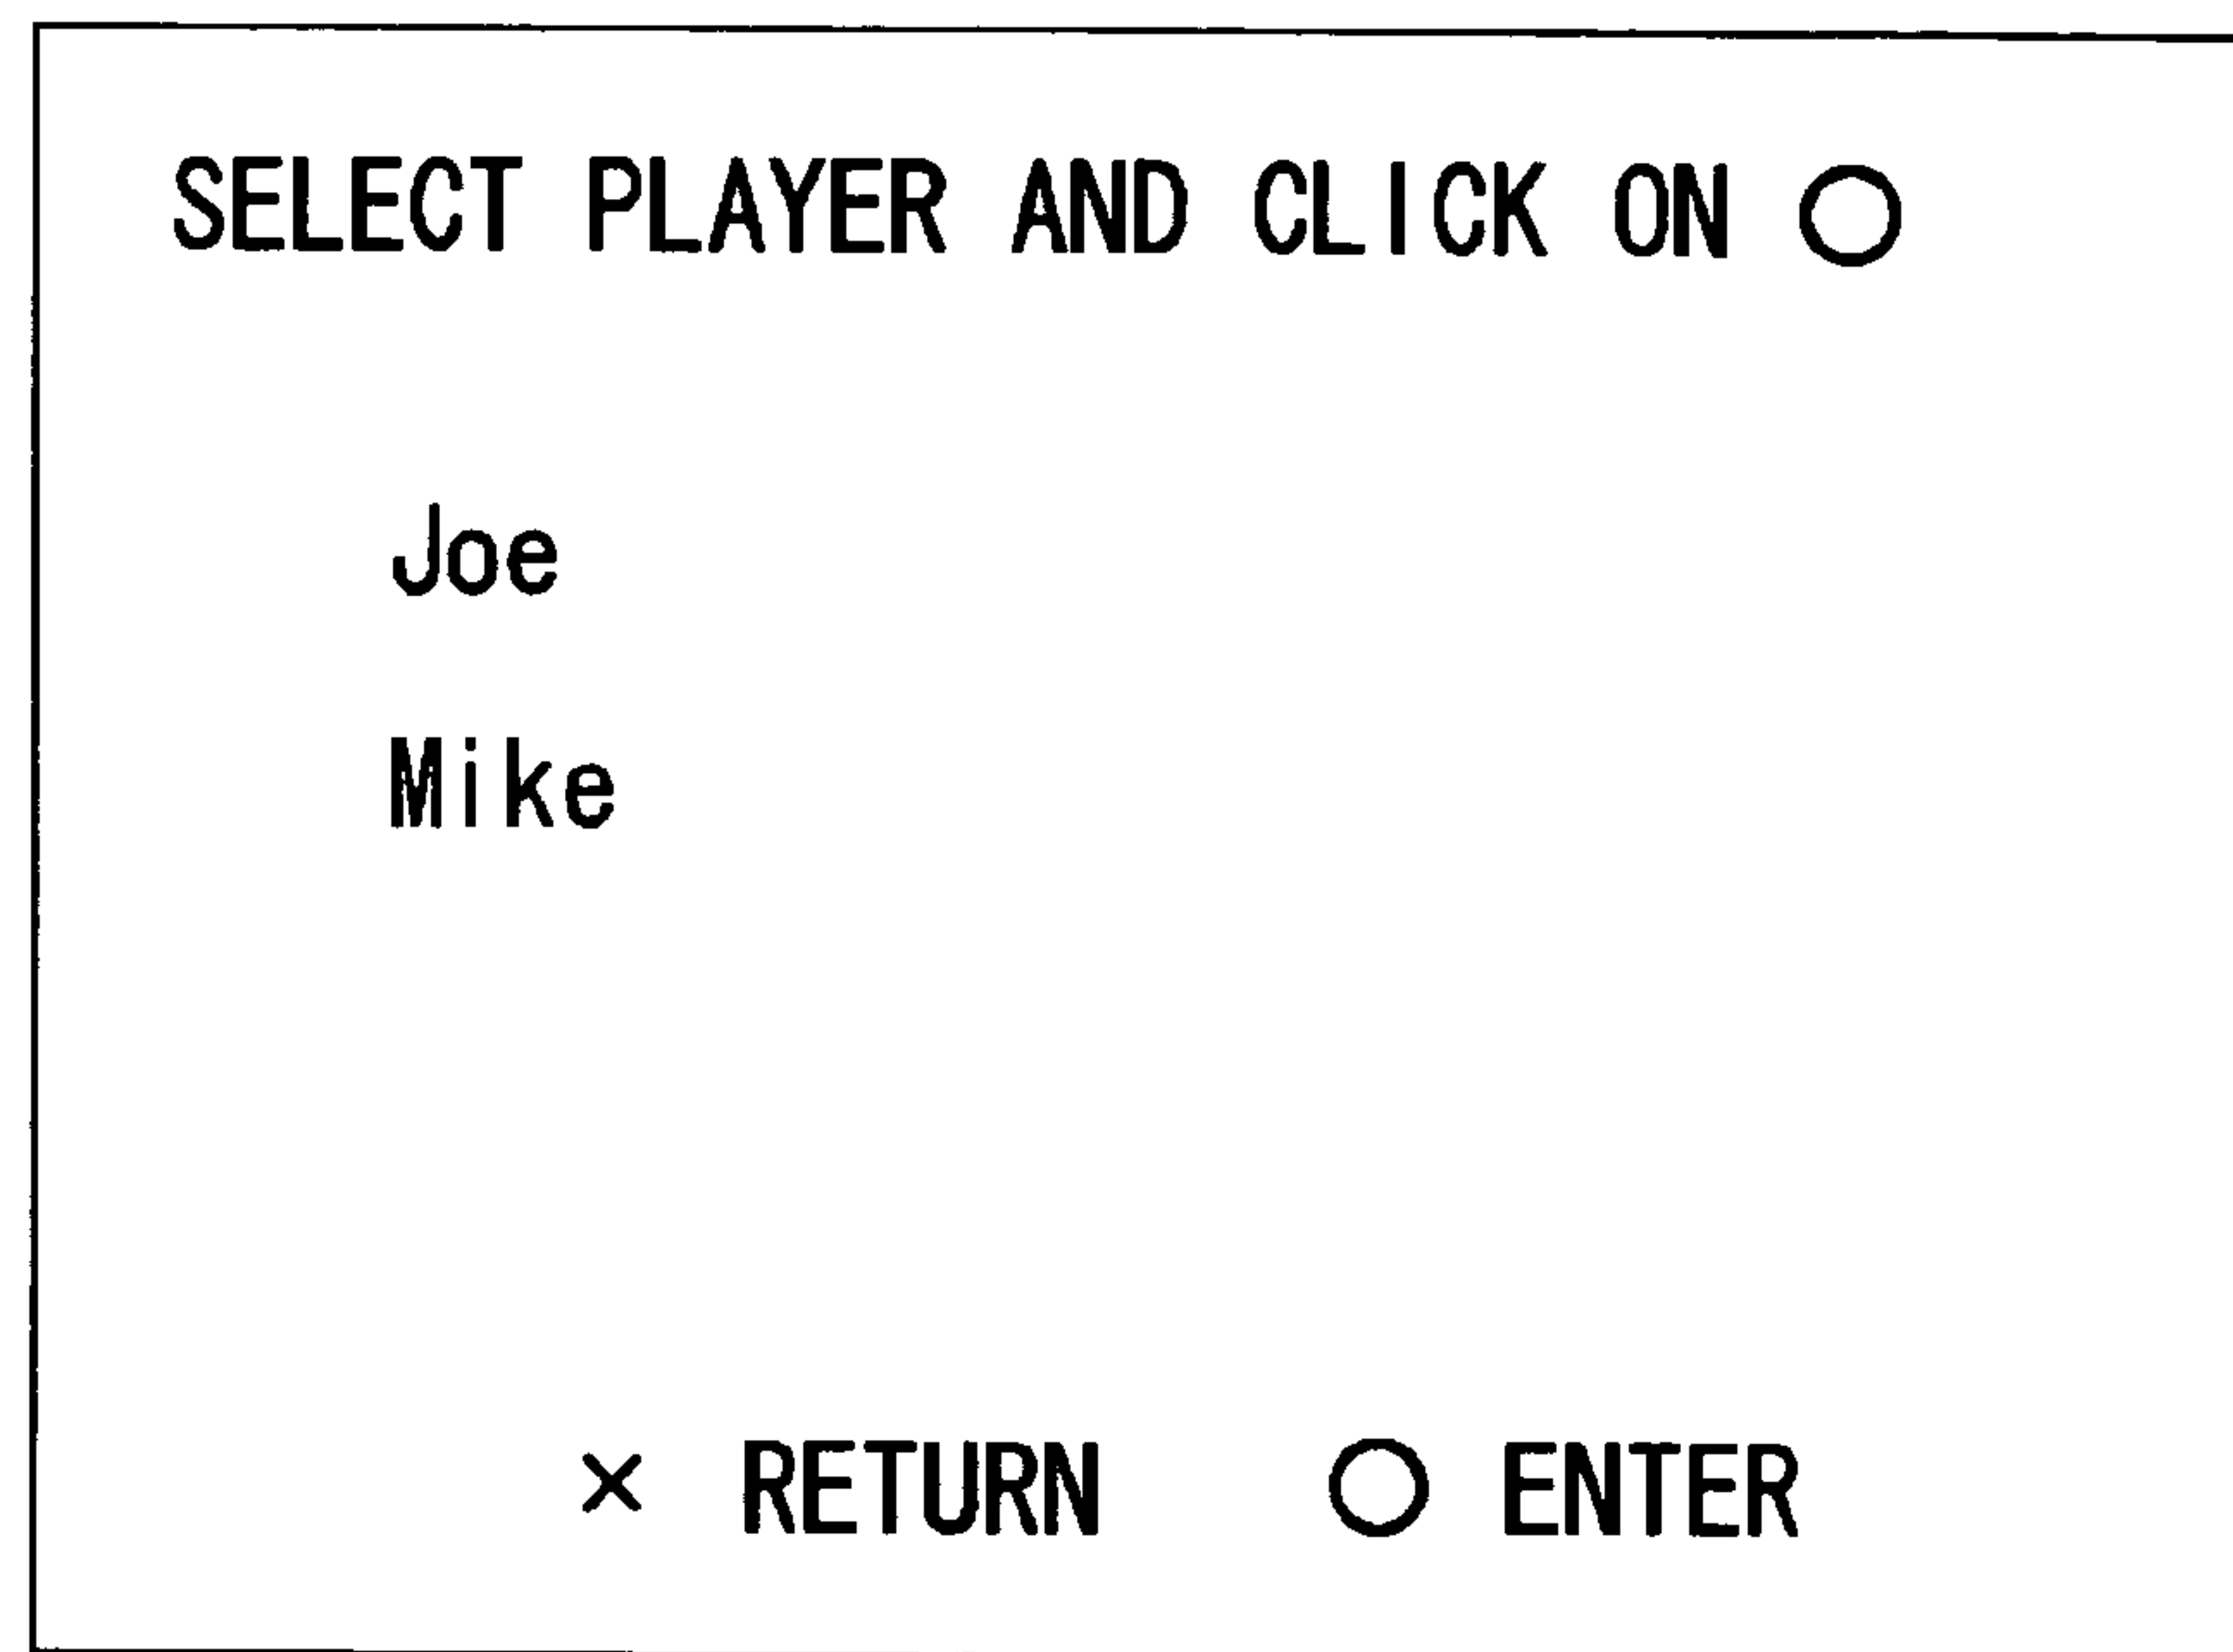 SELECT PLAYER AND CLICK ON ○
Joe
Mike
× RETURN ○ ENTER